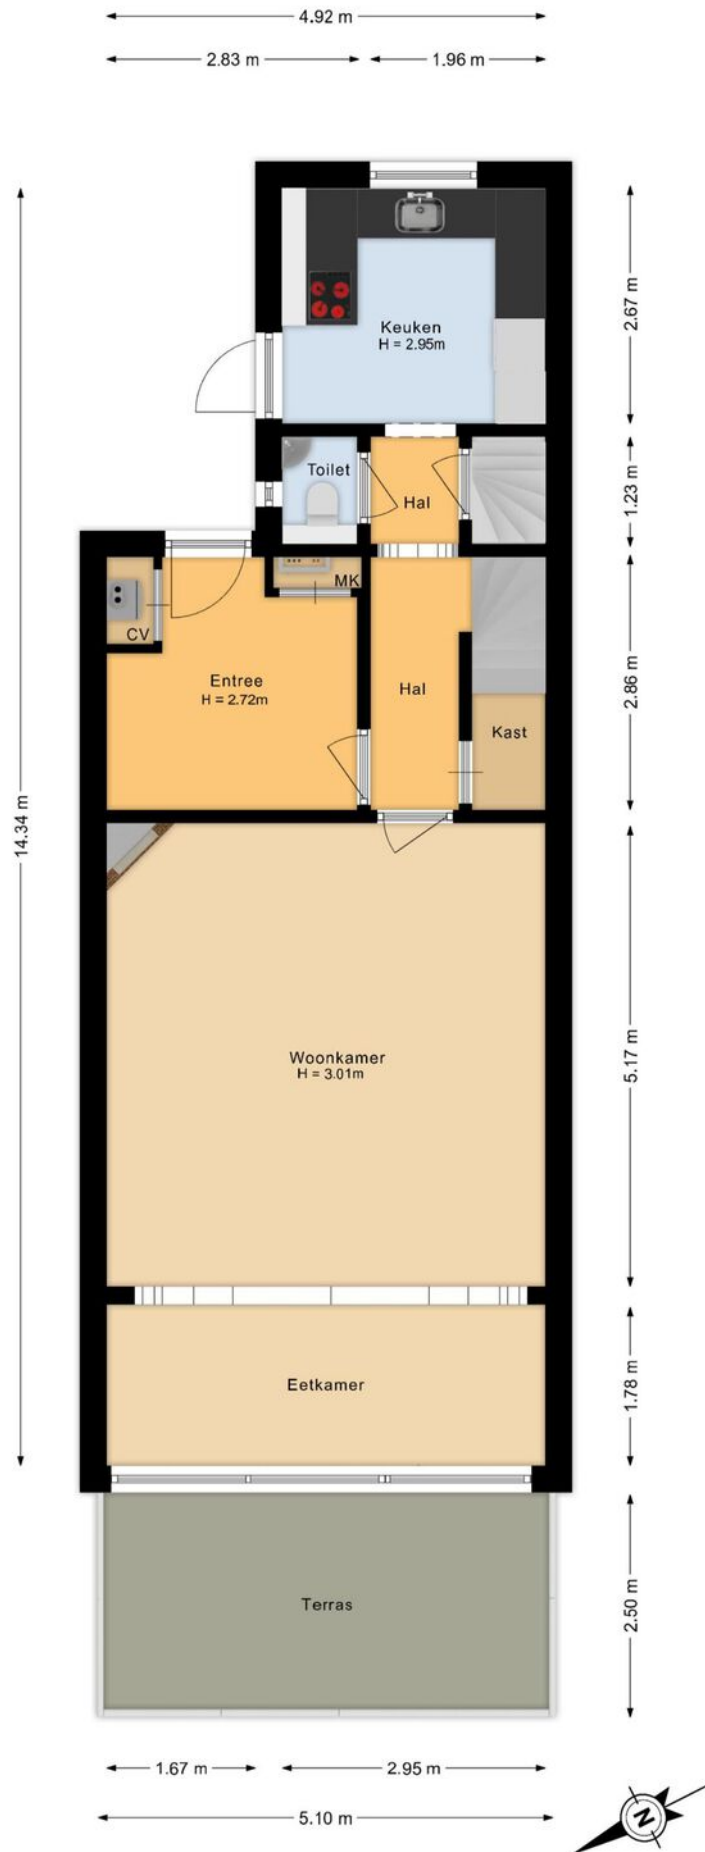 4.92 m
2.83 m
1.96 m
2.67 m
Keuken
H = 2.95m
Toilet
Hal
1.23 m
MK
CV
Entree
H = 2.72m
Hal
Kast
2.86 m
14.34 m
Woonkamer
H = 3.01m
5.17 m
Eetkamer
1.78 m
Terras
2.50 m
1.67 m
2.95 m
5.10 m
N